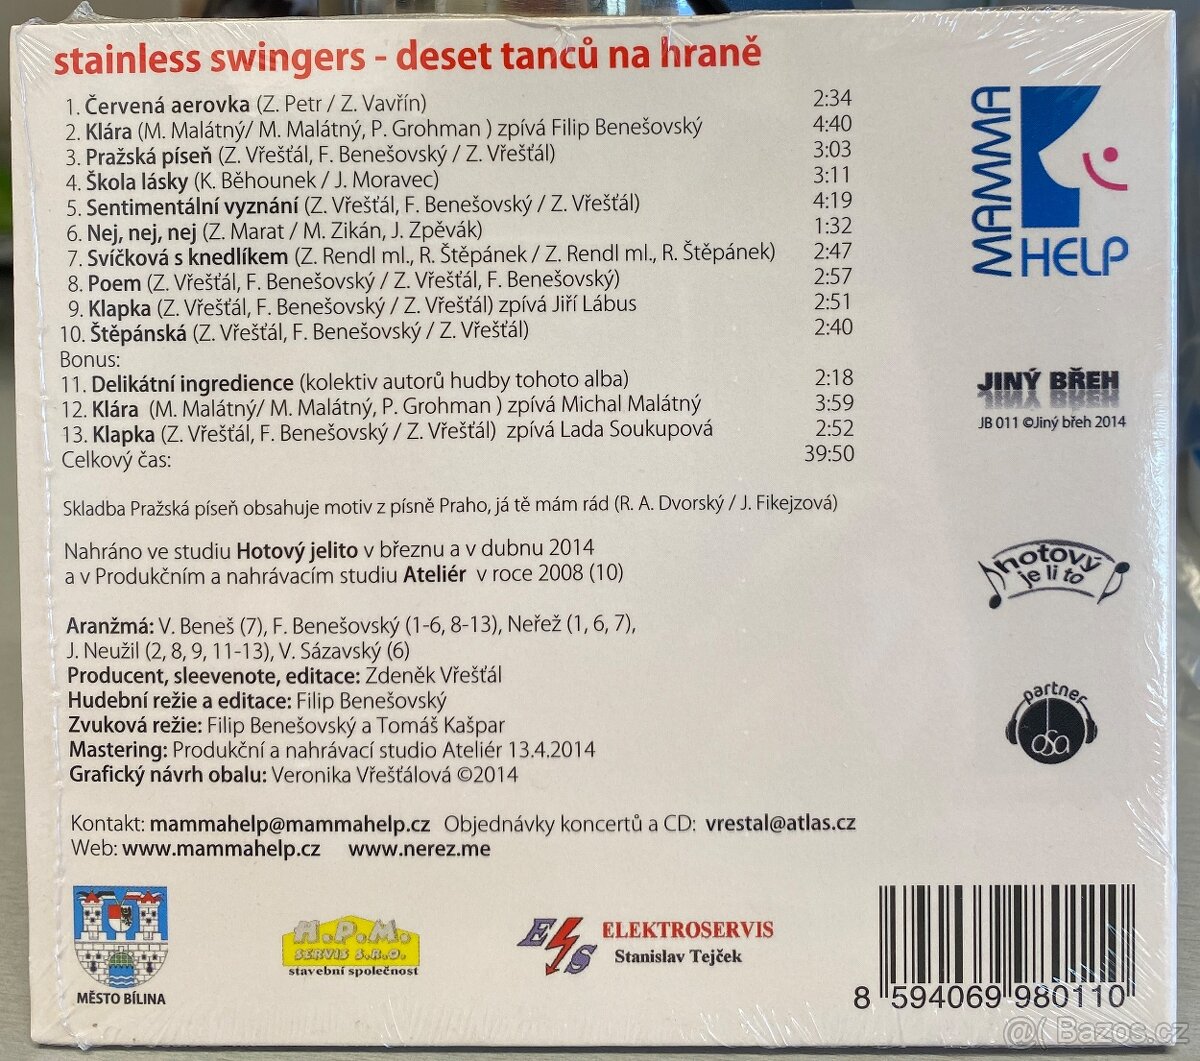 stainless swingers - deset tanců na hraně
1. Červená aerovka (Z. Petr / Z. Vavřín) 2:34
2. Klára (M. Malátný/ M. Malátný, P. Grohman ) zpívá Filip Benešovský 4:40
3. Pražská píseň (Z. Vřešťál, F. Benešovský / Z. Vřešťál) 3:03
4. Škola lásky (K. Běhounek / J. Moravec) 3:11
5. Sentimentální vyznání (Z. Vřešťál, F. Benešovský / Z. Vřešťál) 4:19
6. Nej, nej, nej (Z. Marat / M. Zikán, J. Zpěvák) 1:32
7. Svíčková s knedlíkem (Z. Rendl ml., R. Štěpánek / Z. Rendl ml., R. Štěpánek) 2:47
8. Poem (Z. Vřešťál, F. Benešovský / Z. Vřešťál, F. Benešovský) 2:57
9. Klapka (Z. Vřešťál, F. Benešovský / Z. Vřešťál) zpívá Jiří Lábus 2:51
10. Štěpánská (Z. Vřešťál, F. Benešovský / Z. Vřešťál) 2:40
Bonus:
11. Delikátní ingredience (kolektiv autorů hudby tohoto alba) 2:18
12. Klára (M. Malátný/ M. Malátný, P. Grohman ) zpívá Michal Malátný 3:59
13. Klapka (Z. Vřešťál, F. Benešovský / Z. Vřešťál) zpívá Lada Soukupová 2:52
Celkový čas: 39:50
Skladba Pražská píseň obsahuje motiv z písně Praho, já tě mám rád (R. A. Dvorský / J. Fikejzová)
Nahráno ve studiu Hotový jelito v březnu a v dubnu 2014
a v Produkčním a nahrávacím studiu Ateliér v roce 2008 (10)
Aranžmá: V. Beneš (7), F. Benešovský (1-6, 8-13), Neřež (1, 6, 7),
J. Neužil (2, 8, 9, 11-13), V. Sázavský (6)
Producent, sleevenote, editace: Zdeněk Vřešťál
Hudební režie a editace: Filip Benešovský
Zvuková režie: Filip Benešovský a Tomáš Kašpar
Mastering: Produkční a nahrávací studio Ateliér 13.4.2014
Grafický návrh obalu: Veronika Vřešťálová ©2014
Kontakt: mammahelp@mammahelp.cz Objednávky koncertů a CD: vrestal@atlas.cz
Web: www.mammahelp.cz www.nerez.me
MAMMA
HELP
JINÝ BŘEH
JB 011 ©Jiný břeh 2014
hotový
je li to
partner
osa
MĚSTO BÍLINA
H.P.M.
SERVIS S.R.O.
stavební společnost
ES
ELEKTROSERVIS
Stanislav Tejček
8 594069 980110
@( Bazos.cz